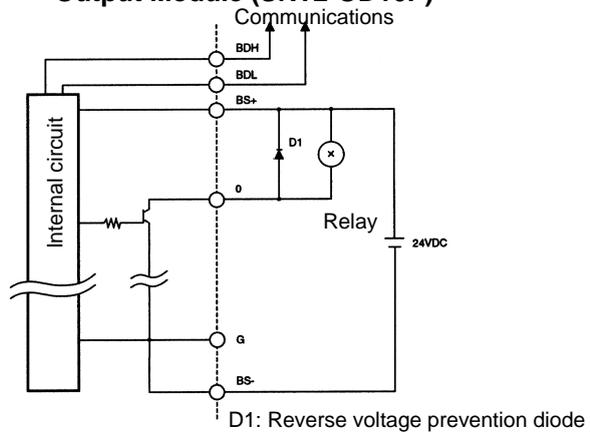 Communications
BDH
BDL
BS+
D1
Internal circuit
0
Relay
24VDC
G
BS-
D1: Reverse voltage prevention diode